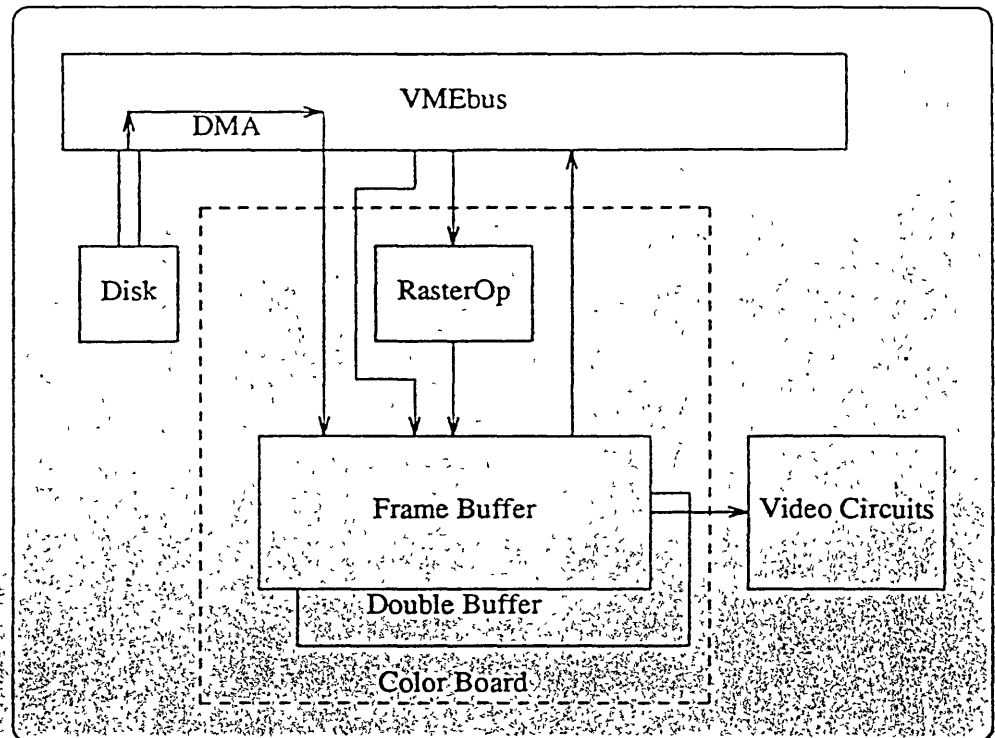 VMEbus
DMA
Disk
RasterOp
Frame Buffer
Video Circuits
Double Buffer
Color Board